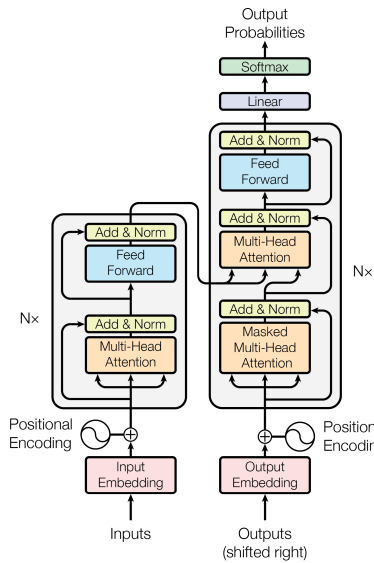 Output
Probabilities
Softmax
Linear
Add & Norm
Feed
Forward
Add & Norm
Multi-Head
Attention
Nx
Add & Norm
Masked
Multi-Head
Attention
Add & Norm
Feed
Forward
Nx
Add & Norm
Multi-Head
Attention
Positional
Encoding
Input
Embedding
Output
Embedding
Inputs
Outputs
(shifted right)